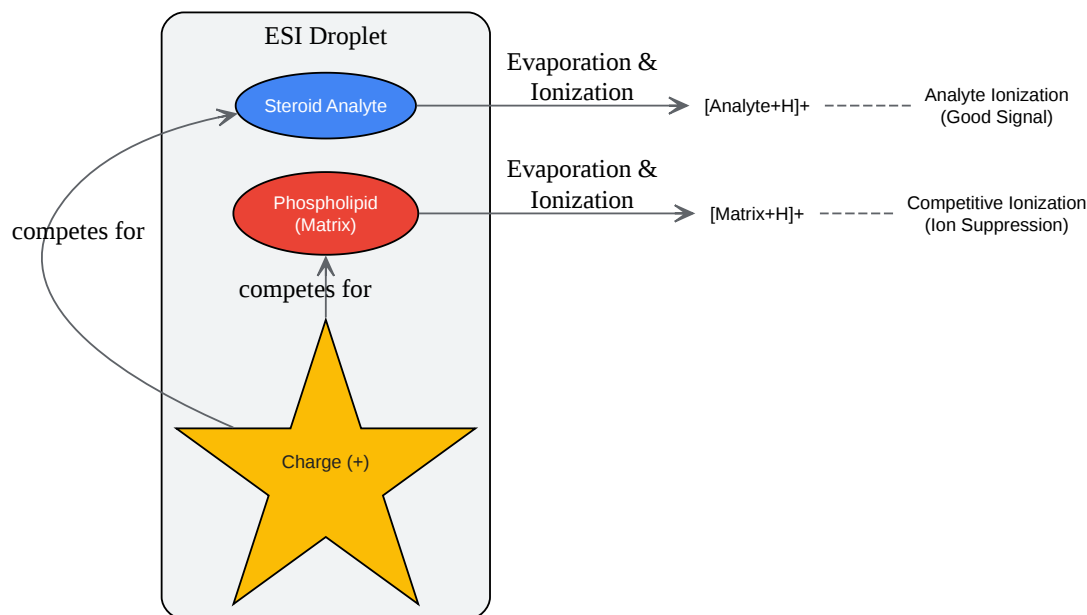 ESI Droplet
Steroid Analyte
Evaporation &
Ionization
[Analyte+H]+
Analyte Ionization
(Good Signal)
Phospholipid
(Matrix)
Evaporation &
Ionization
[Matrix+H]+
Competitive Ionization
(Ion Suppression)
competes for
competes for
Charge (+)